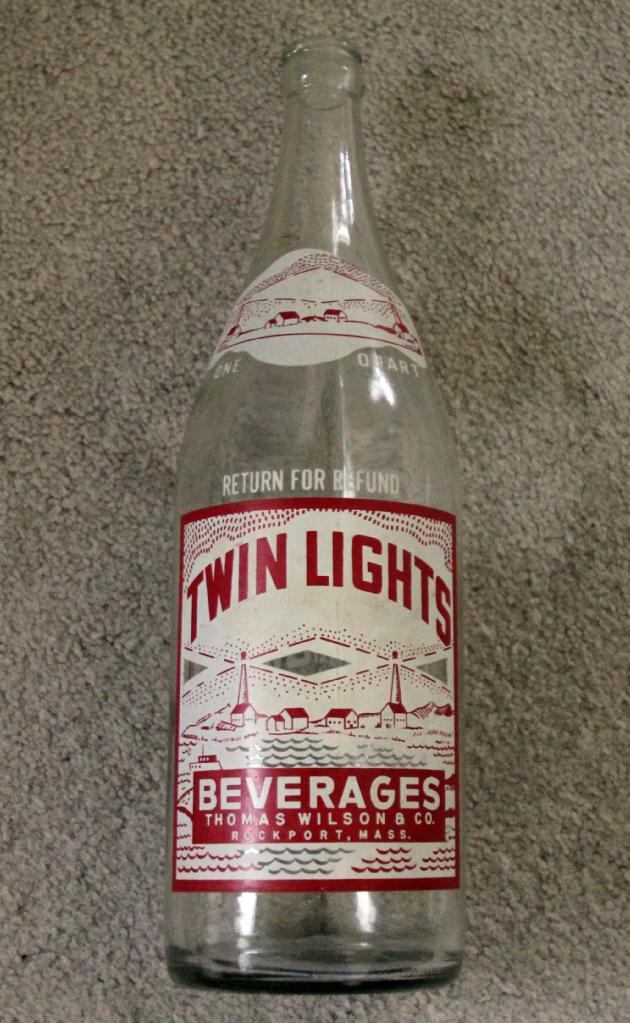 ONE QUART
RETURN FOR REFUND
TWIN LIGHTS
BEVERAGES
THOMAS WILSON & CO.
ROCKPORT, MASS.